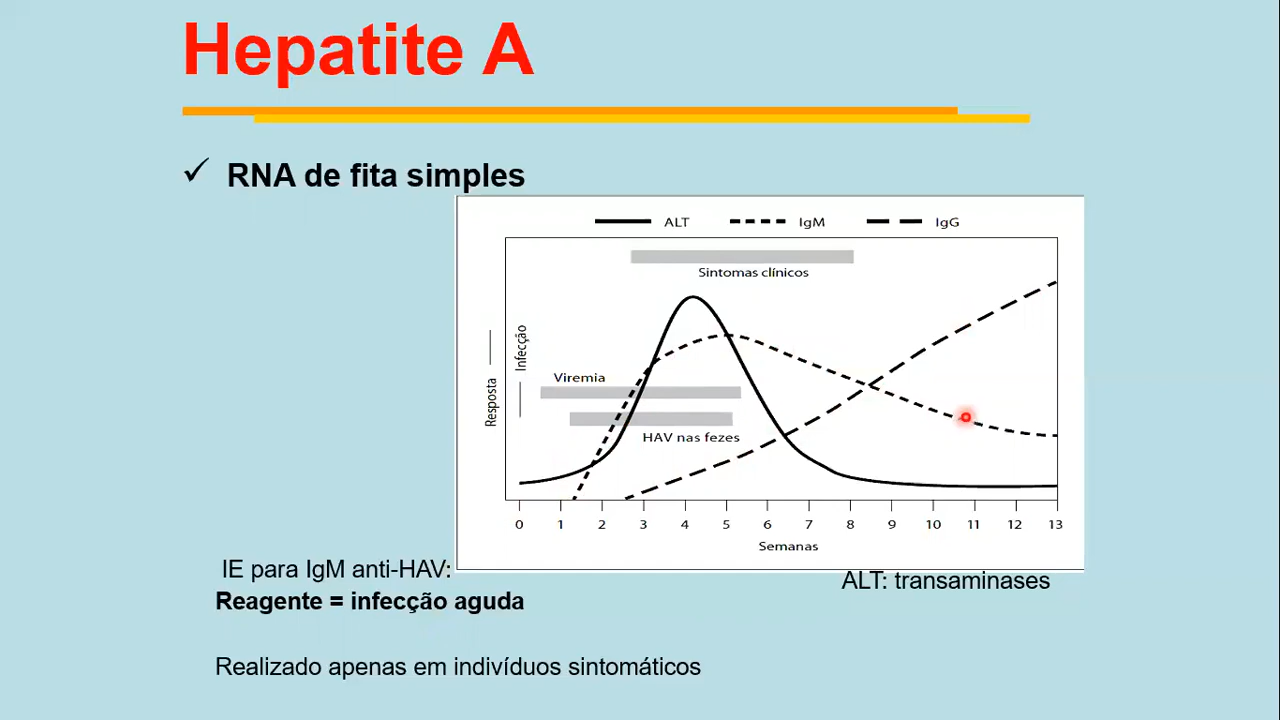 Hepatite A
✓ RNA de fita simples
ALT IgM IgG
Sintomas clínicos
Resposta
Infecção
Viremia
HAV nas fezes
0 1 2 3 4 5 6 7 8 9 10 11 12 13
Semanas
IE para IgM anti-HAV:
Reagente = infecção aguda
ALT: transaminases
Realizado apenas em indivíduos sintomáticos